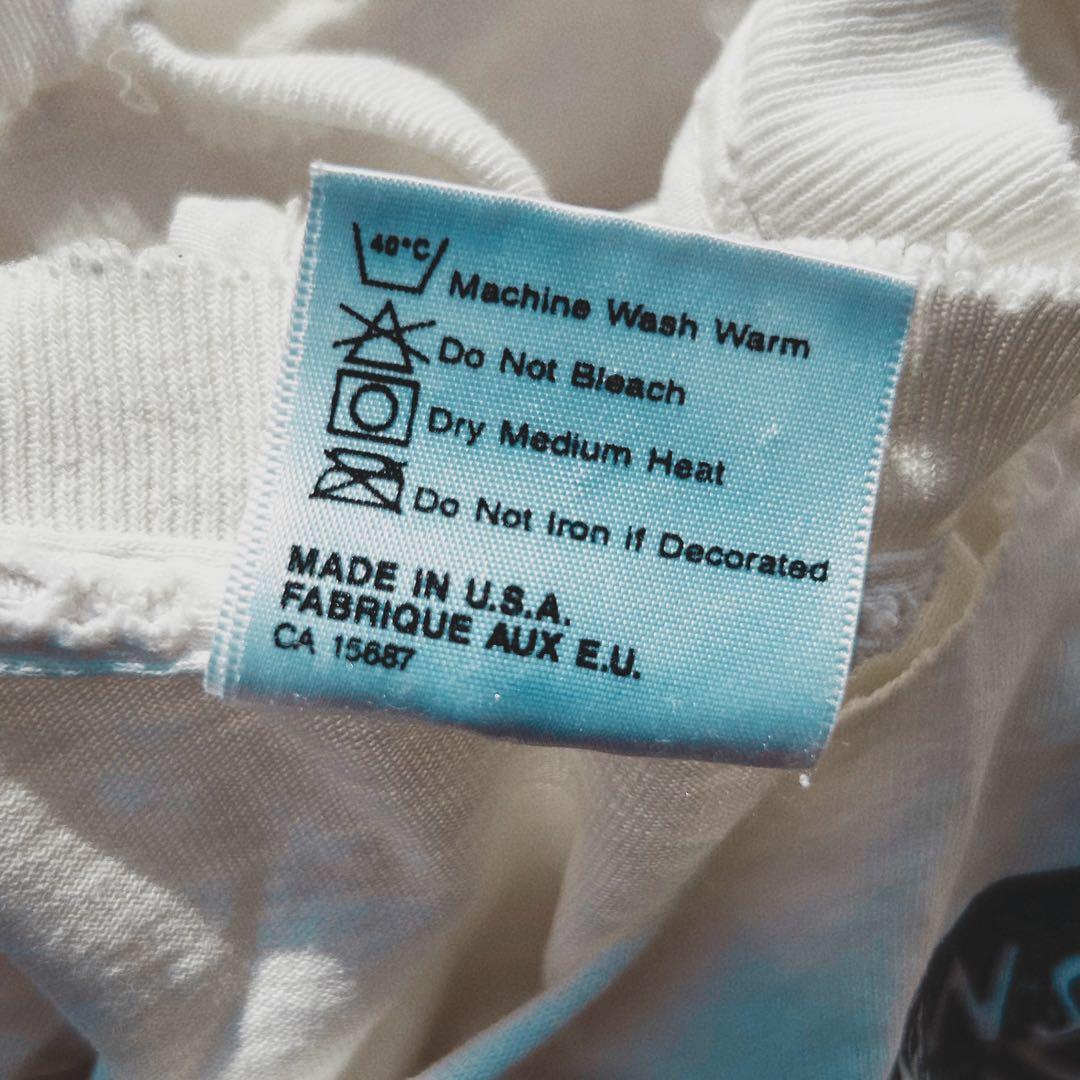 40°C Machine Wash Warm
Do Not Bleach
Dry Medium Heat
Do Not Iron if Decorated
MADE IN U.S.A.
FABRIQUE AUX E.U.
CA 15687